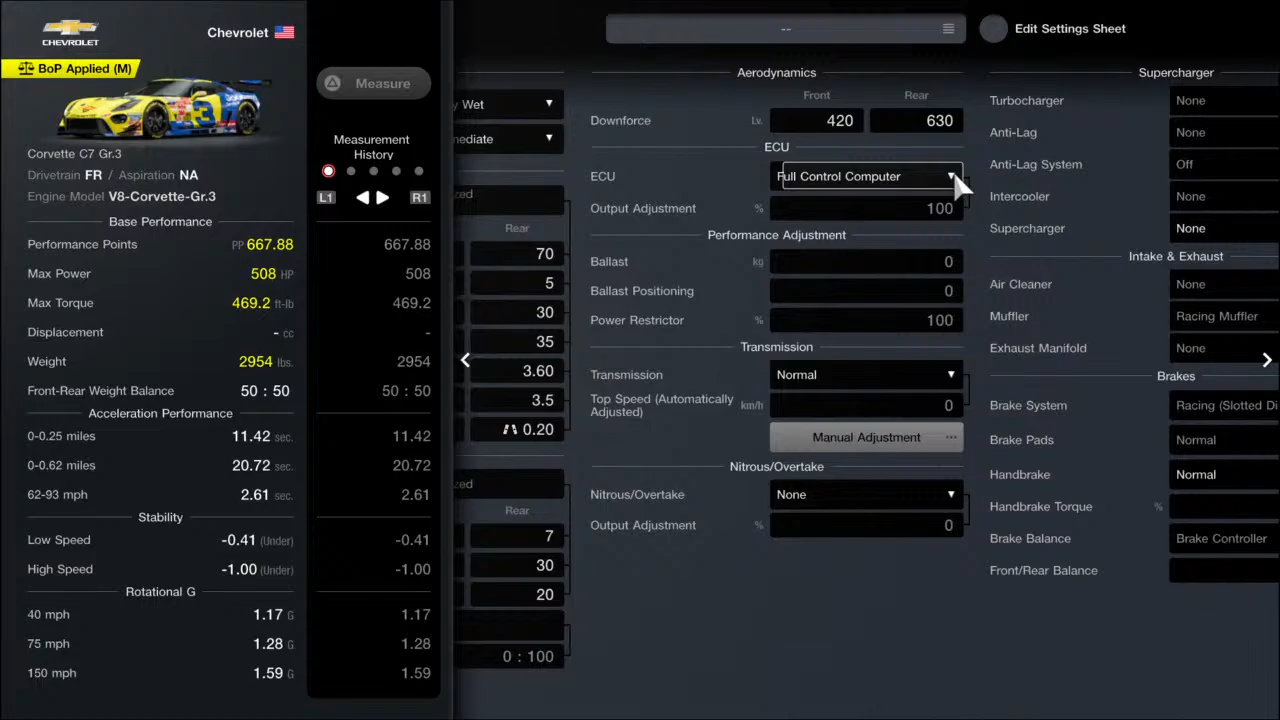 CHEVROLET
Chevrolet
BoP Applied (M)
3
Corvette C7 Gr.3
Drivetrain FR / Aspiration NA
Engine Model V8-Corvette-Gr.3
Base Performance
Performance Points PP 667.88
Max Power 508 HP
Max Torque 469.2 ft-lb
Displacement - cc
Weight 2954 lbs.
Front-Rear Weight Balance 50 : 50
Acceleration Performance
0-0.25 miles 11.42 sec.
0-0.62 miles 20.72 sec.
62-93 mph 2.61 sec.
Stability
Low Speed -0.41 (Under)
High Speed -1.00 (Under)
Rotational G
40 mph 1.17 G
75 mph 1.28 G
150 mph 1.59 G
Measure
Measurement
History
L1 R1
667.88
508
469.2
-
2954
50 : 50
11.42
20.72
2.61
-0.41
-1.00
1.17
1.28
1.59
-- Edit Settings Sheet
y Wet
nediate
zed
Rear
70
5
30
35
3.60
3.5
0.20
zed
Rear
7
30
20
0 : 100
Aerodynamics
Front Rear
Downforce Lv. 420 630
ECU
ECU Full Control Computer
Output Adjustment % 100
Performance Adjustment
Ballast kg 0
Ballast Positioning 0
Power Restrictor % 100
Transmission
Transmission Normal
Top Speed (Automatically
Adjusted) km/h 0
Manual Adjustment
Nitrous/Overtake
Nitrous/Overtake None
Output Adjustment % 0
Supercharger
Turbocharger None
Anti-Lag None
Anti-Lag System Off
Intercooler None
Supercharger None
Intake & Exhaust
Air Cleaner None
Muffler Racing Muffler
Exhaust Manifold None
Brakes
Brake System Racing (Slotted Di
Brake Pads Normal
Handbrake Normal
Handbrake Torque %
Brake Balance Brake Controller
Front/Rear Balance